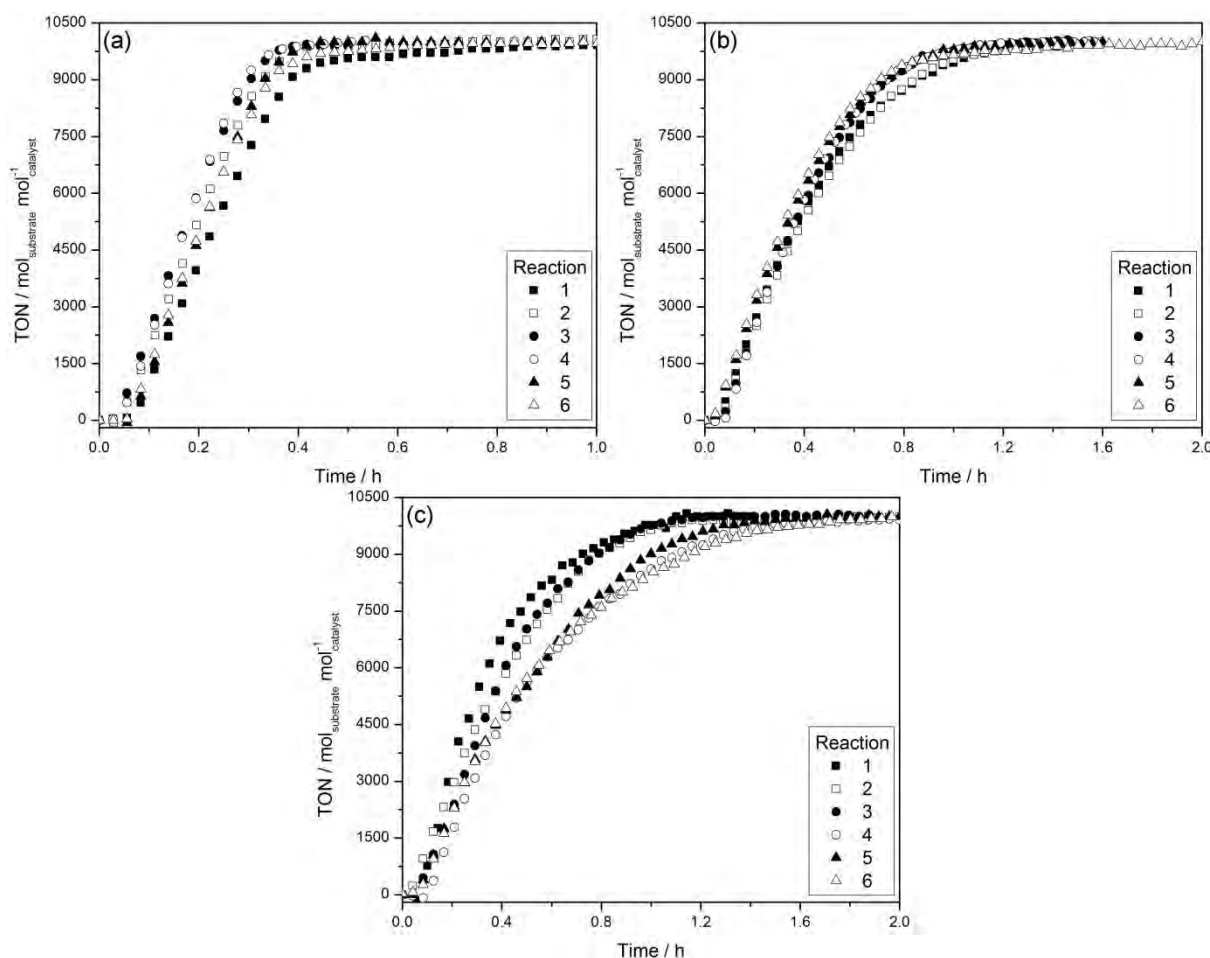 (a)
10500
9000
7500
6000
4500
3000
1500
0
TON / mol substrate mol⁻¹ catalyst
0.0 0.2 0.4 0.6 0.8 1.0
Time / h
Reaction
1
2
3
4
5
6
(b)
10500
9000
7500
6000
4500
3000
1500
0
TON / mol substrate mol⁻¹ catalyst
0.0 0.4 0.8 1.2 1.6 2.0
Time / h
Reaction
1
2
3
4
5
6
(c)
10500
9000
7500
6000
4500
3000
1500
0
TON / mol substrate mol⁻¹ catalyst
0.0 0.4 0.8 1.2 1.6 2.0
Time / h
Reaction
1
2
3
4
5
6